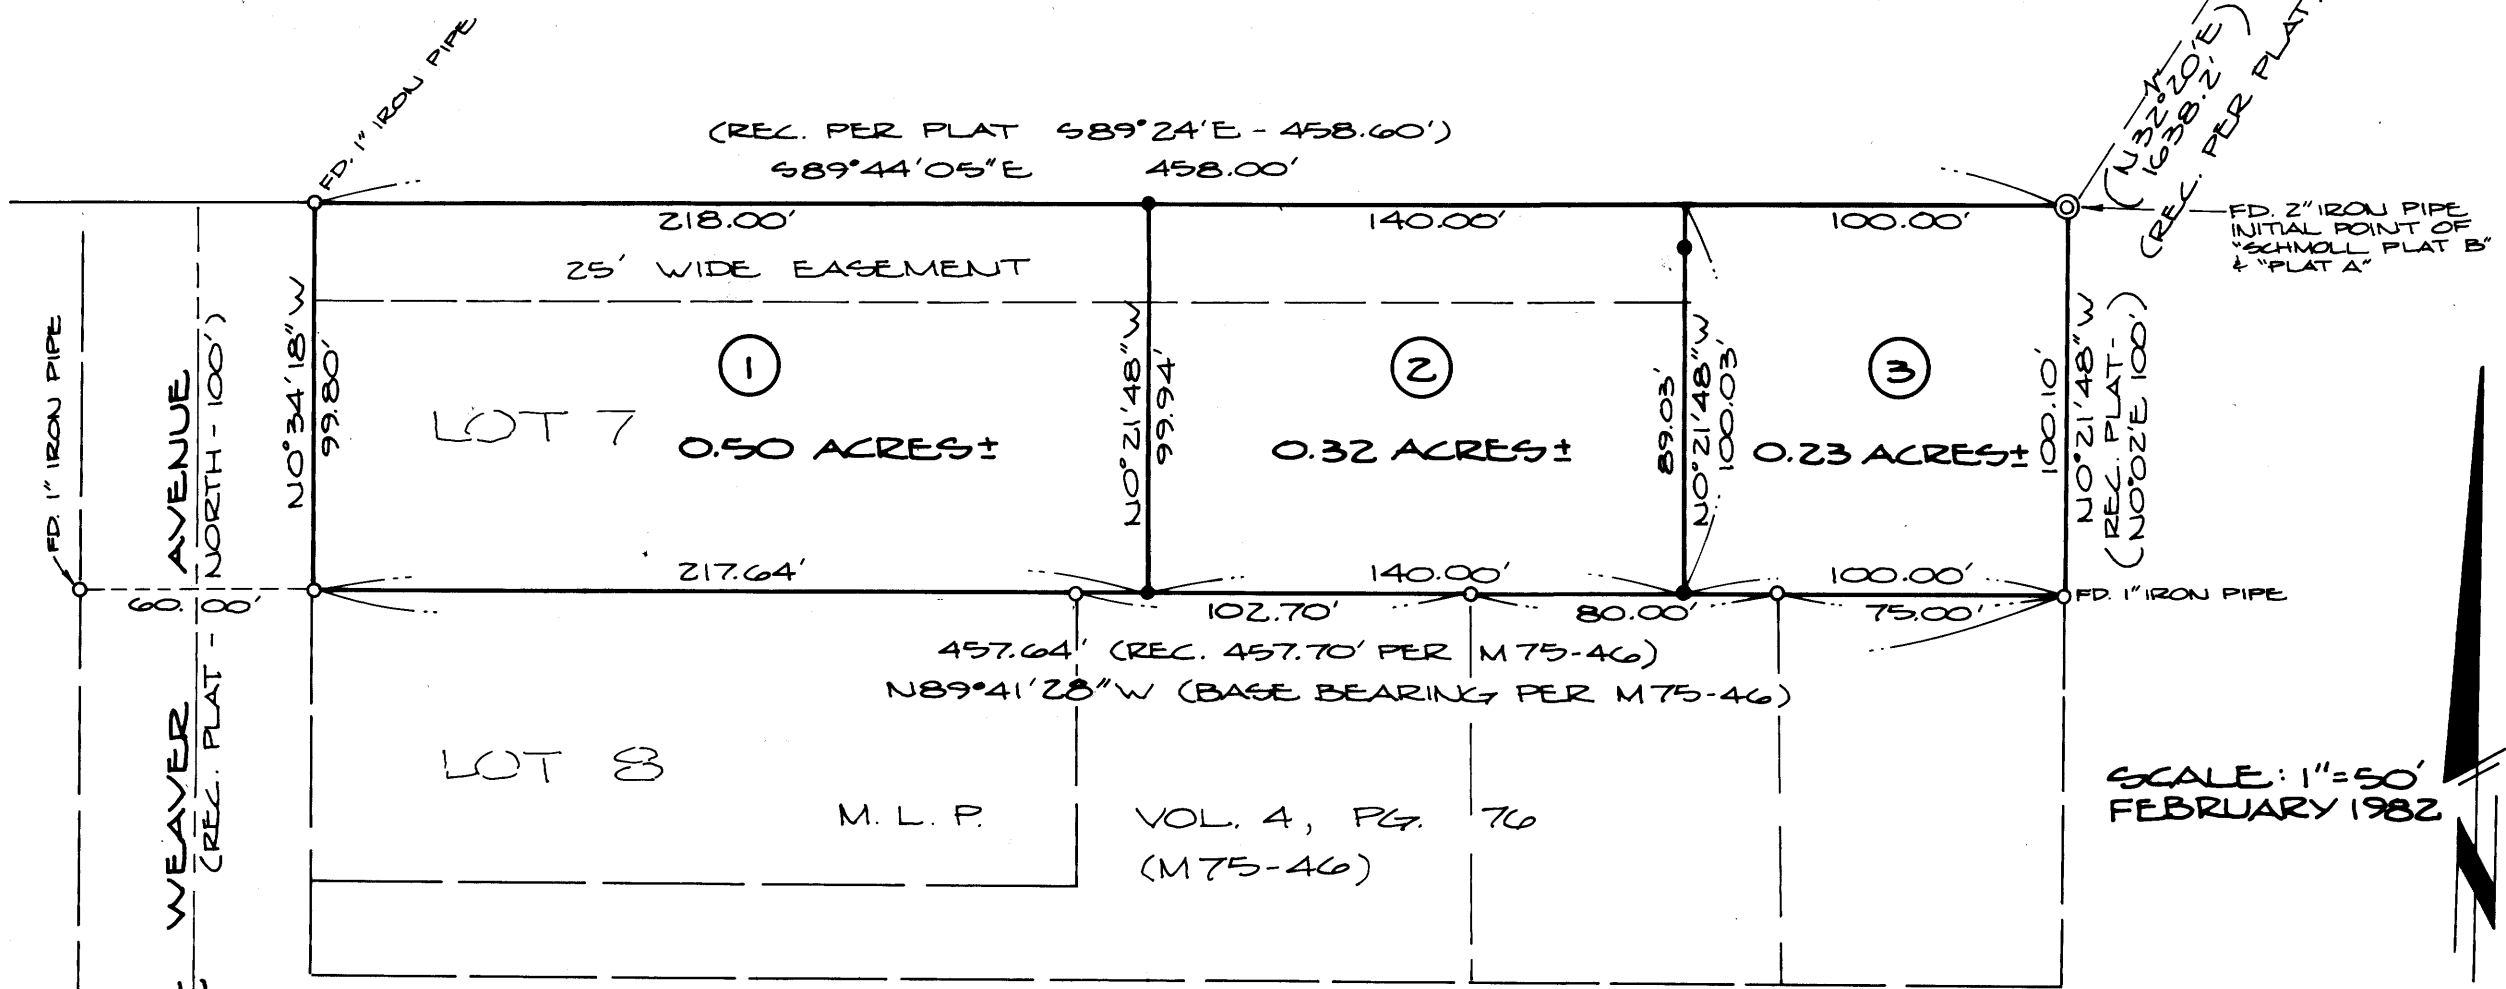 FD. 1" IRON PIPE
(REC. PER PLAT S89°24'E - 458.60')
S89°44'05"E 458.00'
(N32°20'E)
1638.2'
(REC. PER PLAT
218.00'
140.00'
100.00'
FD. 2" IRON PIPE
INITIAL POINT OF
"SCHMOLL PLAT B"
& "PLAT A"
25' WIDE EASEMENT
FD. 1" IRON PIPE
WEAVER AVENUE
(REC. PLAT - NORTH - 100')
N0°34'18"W
99.80'
1
LOT 7
0.50 ACRES±
N0°21'48"W
99.94'
2
0.32 ACRES±
89.03'
N0°21'48"W
100.03'
3
0.23 ACRES±
100.10'
N0°21'48"W
(REC. PLAT-
(N0°02'E 100.')
217.64'
140.00'
100.00'
60.00'
102.70'
80.00'
75.00'
FD. 1" IRON PIPE
457.64' (REC. 457.70' PER M75-46)
N89°41'28"W (BASE BEARING PER M75-46)
LOT 8
M. L. P. VOL. 4, PG. 76
(M75-46)
SCALE: 1"=50'
FEBRUARY 1982
N